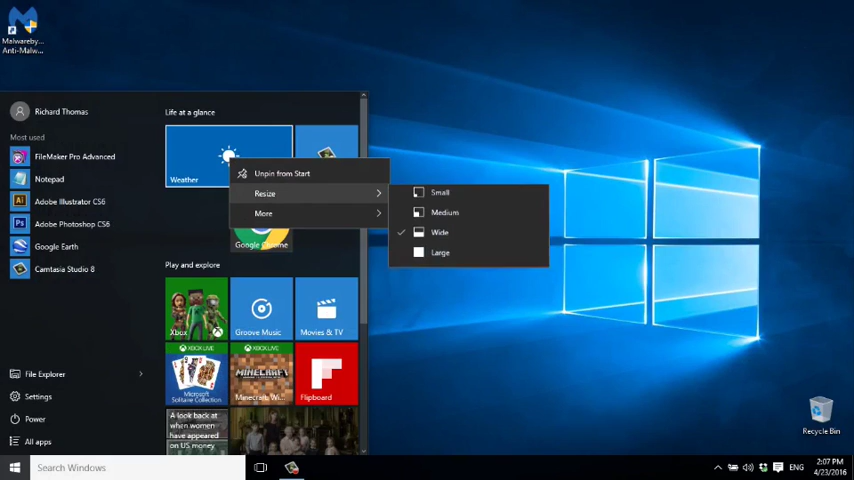 Malwareby...
Anti-Malw...
Richard Thomas
Most used
FileMaker Pro Advanced
Notepad
Adobe Illustrator CS6
Adobe Photoshop CS6
Google Earth
Camtasia Studio 8
File Explorer
Settings
Power
All apps
Life at a glance
Weather
Unpin from Start
Resize
More
Small
Medium
Wide
Large
Google Chrome
Play and explore
Xbox
Groove Music
Movies & TV
XBOX LIVE
Microsoft
Solitaire Collection
XBOX LIVE
MINECRAFT
Minecraft: Wi...
Flipboard
A look back at
when women
have appeared
on US money
Recycle Bin
Search Windows
ENG
2:07 PM
4/23/2016